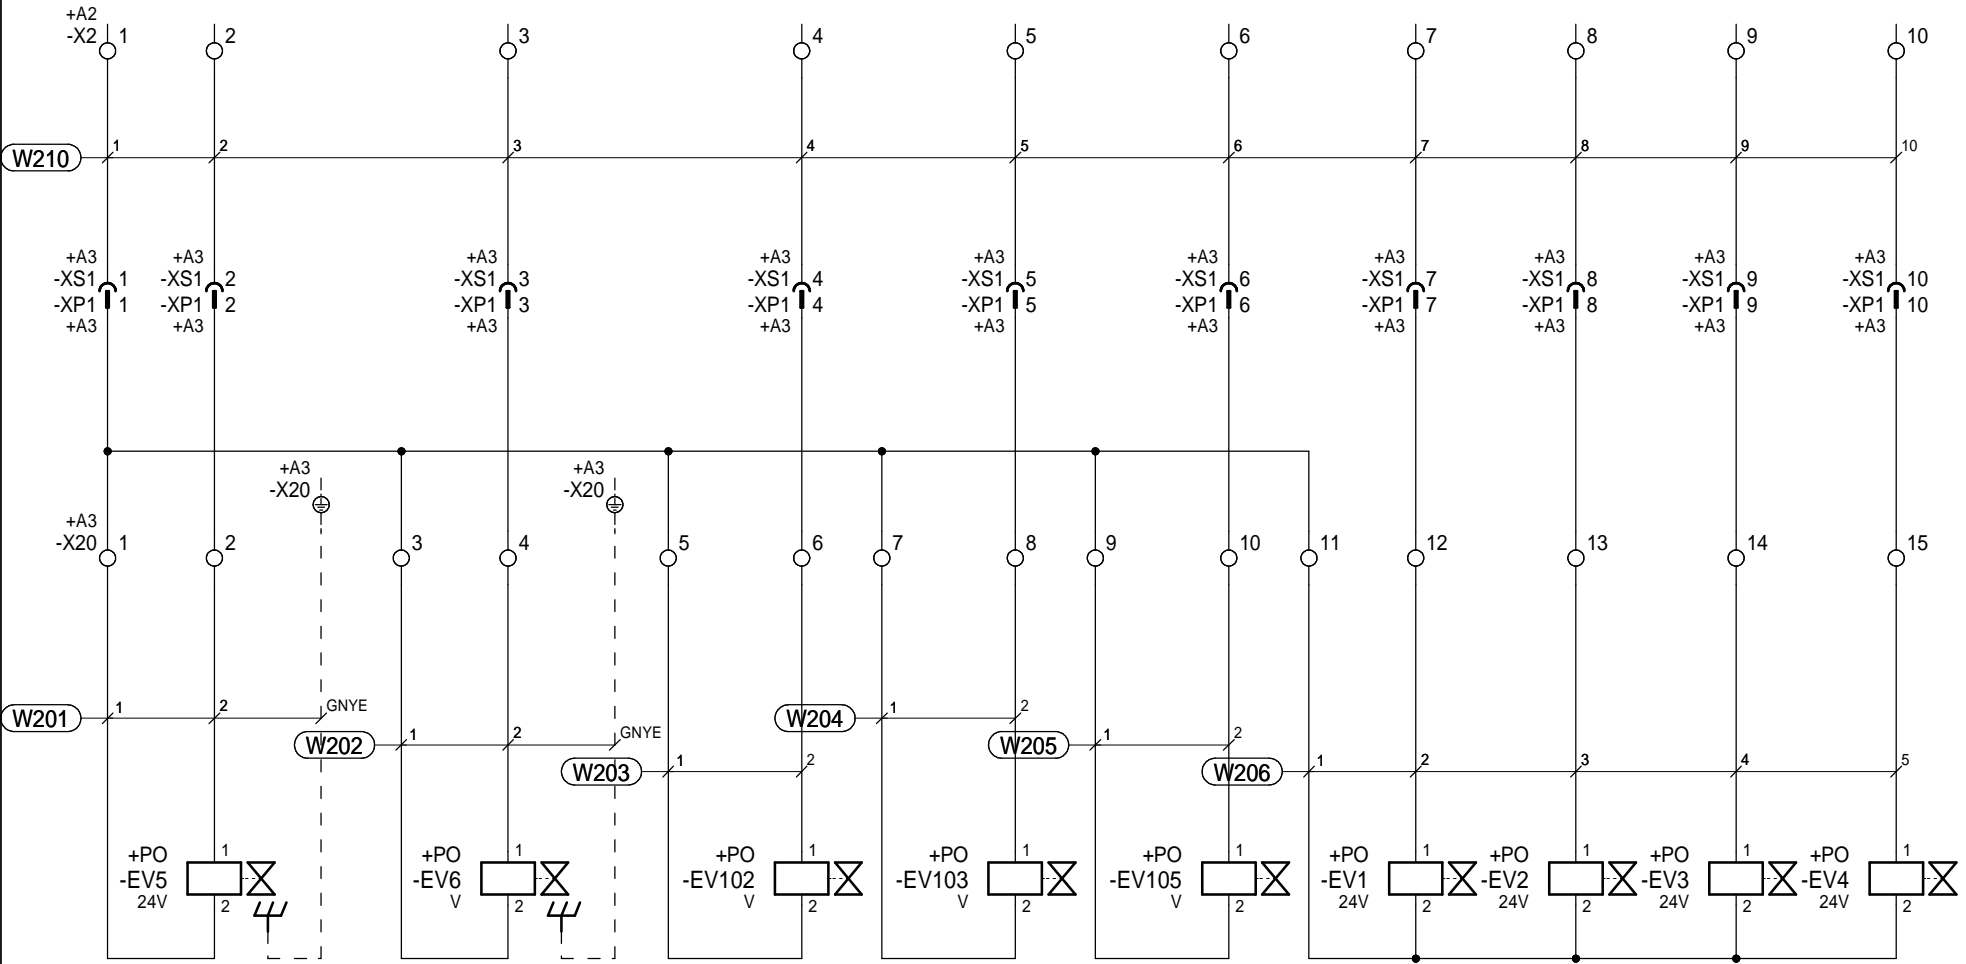 +A2
-X2 1 2 3 4 5 6 7 8 9 10
W210 1 2 3 4 5 6 7 8 9 10
+A3 +A3 +A3 +A3 +A3 +A3 +A3 +A3 +A3 +A3
-XS1 1 -XS1 2 -XS1 3 -XS1 4 -XS1 5 -XS1 6 -XS1 7 -XS1 8 -XS1 9 -XS1 10
-XP1 1 -XP1 2 -XP1 3 -XP1 4 -XP1 5 -XP1 6 -XP1 7 -XP1 8 -XP1 9 -XP1 10
+A3 +A3 +A3 +A3 +A3 +A3 +A3 +A3 +A3 +A3
+A3 +A3
-X20 -X20
+A3
-X20 1 2 3 4 5 6 7 8 9 10 11 12 13 14 15
W201 1 2 GNYE W204 1 2
W202 1 2 GNYE W205 1 2
W203 1 2 W206 1 2 3 4 5
+PO 1 +PO 1 +PO 1 +PO 1 +PO 1 +PO 1 +PO 1 +PO 1 +PO 1
-EV5 -EV6 -EV102 -EV103 -EV105 -EV1 -EV2 -EV3 -EV4
24V 2 V 2 V 2 V 2 V 2 24V 2 24V 2 24V 2 24V 2